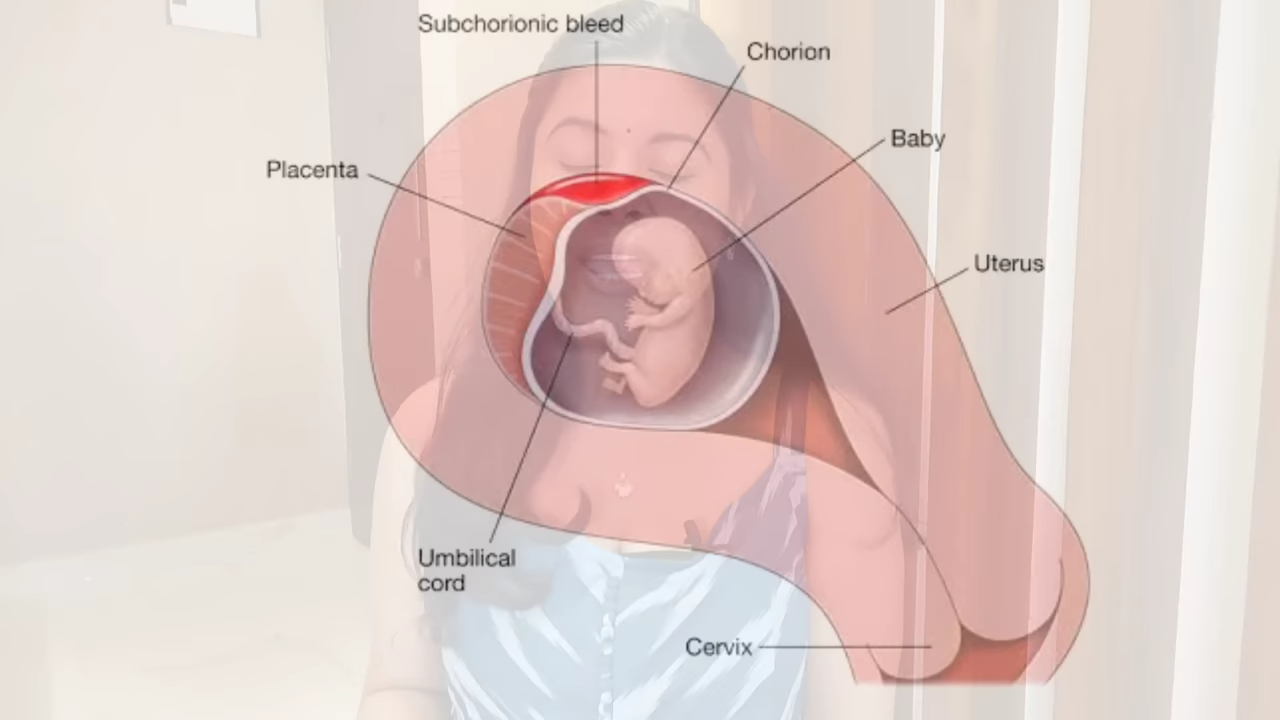 Subchorionic bleed
Chorion
Baby
Placenta
Uterus
Umbilical
cord
Cervix